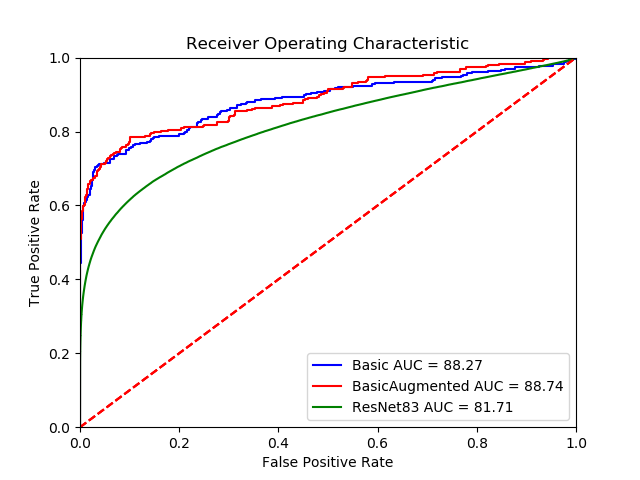 Receiver Operating Characteristic
True Positive Rate
1.0
0.8
0.6
0.4
0.2
0.0
Basic AUC = 88.27
BasicAugmented AUC = 88.74
ResNet83 AUC = 81.71
0.0 0.2 0.4 0.6 0.8 1.0
False Positive Rate